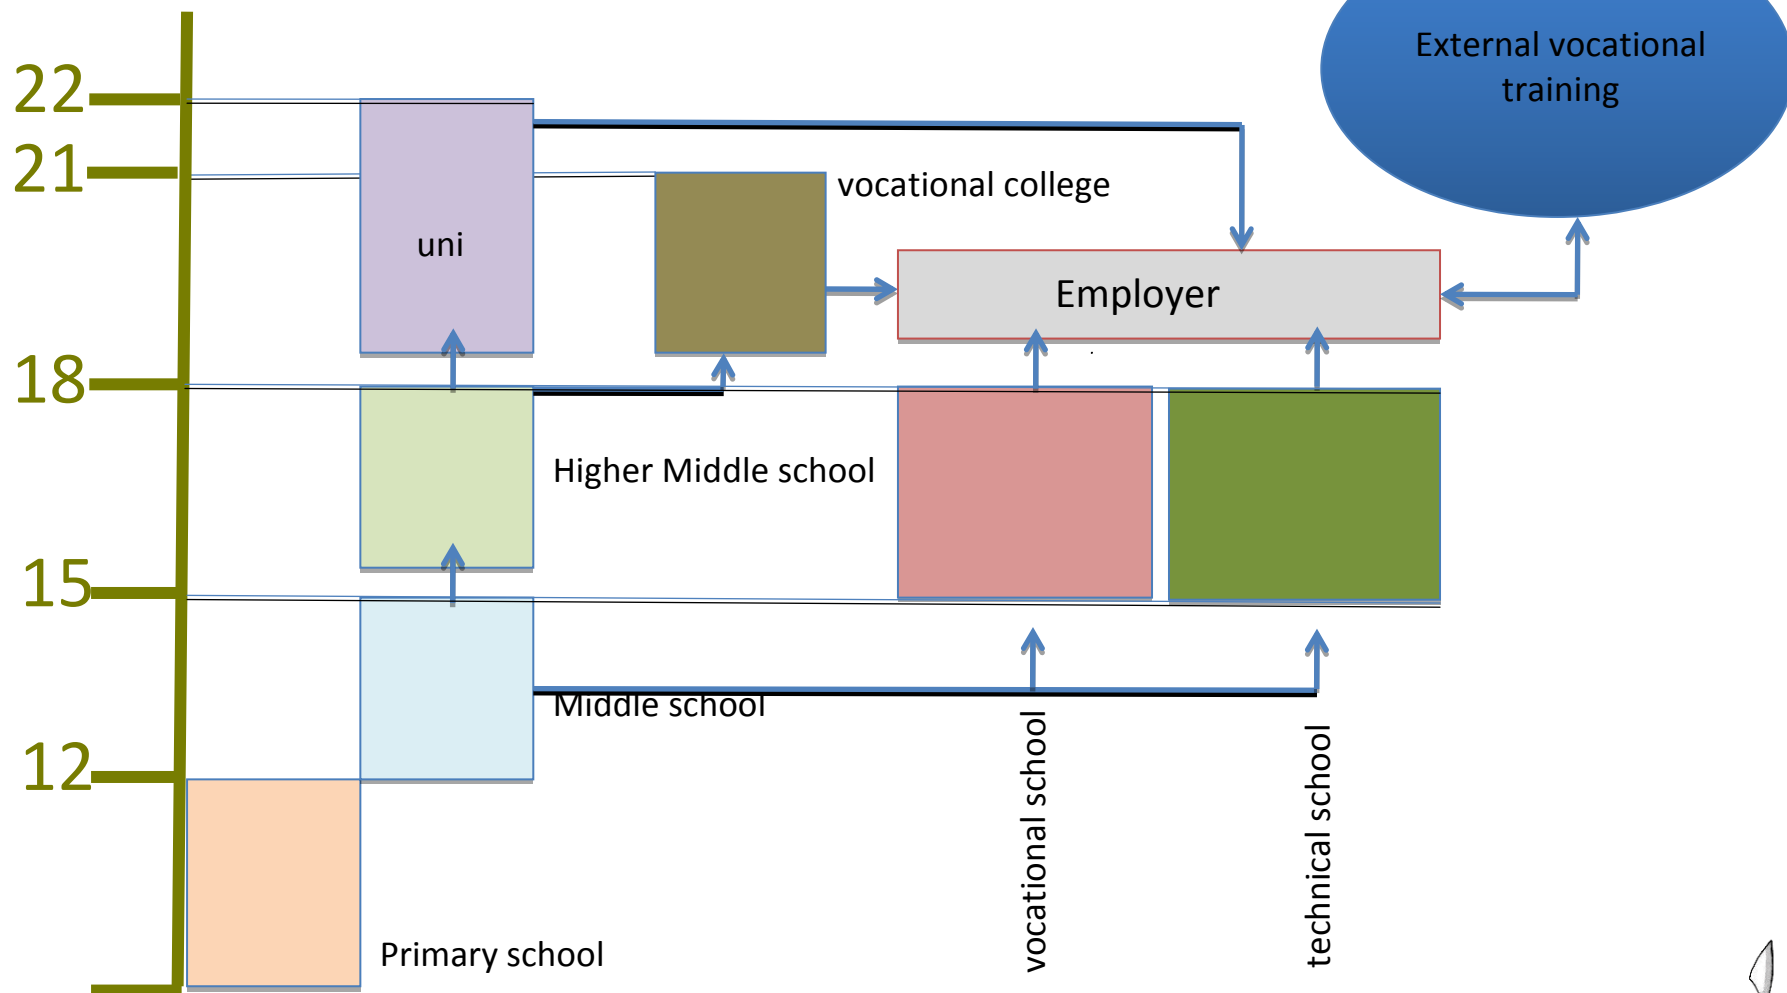 External vocational
training
22
21
vocational college
uni
Employer
18
Higher Middle school
15
Middle school
12
vocational school
technical school
Primary school